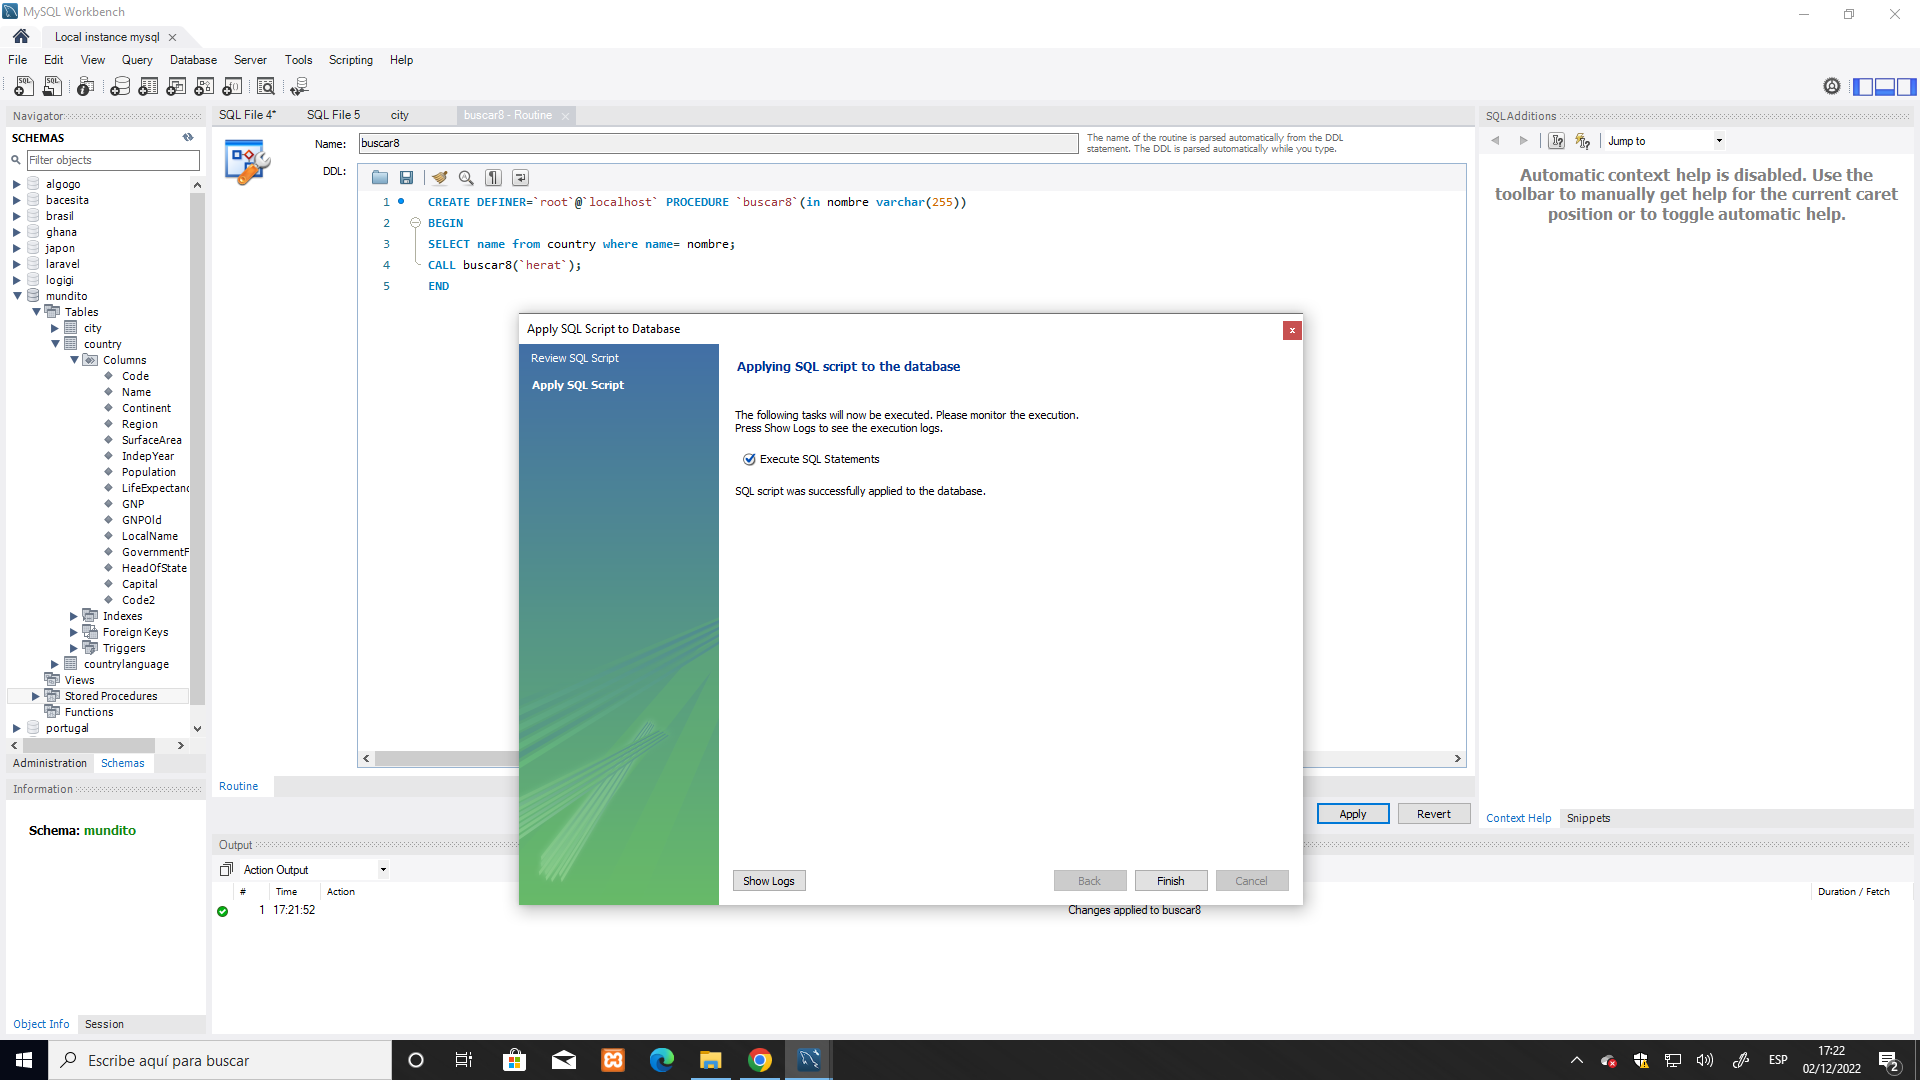 MySQL Workbench
Local instance mysql
File Edit View Query Database Server Tools Scripting Help
Navigator
SCHEMAS
Filter objects
algogo
bacesita
brasil
ghana
japon
laravel
logigi
mundito
Tables
city
country
Columns
Code
Name
Continent
Region
SurfaceArea
IndepYear
Population
LifeExpectanc
GNP
GNPOld
LocalName
GovernmentF
HeadOfState
Capital
Code2
Indexes
Foreign Keys
Triggers
countrylanguage
Views
Stored Procedures
Functions
portugal
Administration Schemas
Information
Schema: mundito
Object Info Session
SQL File 4* SQL File 5 city buscar8 - Routine
Name: buscar8
The name of the routine is parsed automatically from the DDL
statement. The DDL is parsed automatically while you type.
DDL:
1 CREATE DEFINER=`root`@`localhost` PROCEDURE `buscar8`(in nombre varchar(255))
2 BEGIN
3 SELECT name from country where name= nombre;
4 CALL buscar8(`herat`);
5 END
Apply SQL Script to Database
Review SQL Script
Apply SQL Script
Applying SQL script to the database
The following tasks will now be executed. Please monitor the execution.
Press Show Logs to see the execution logs.
Execute SQL Statements
SQL script was successfully applied to the database.
Show Logs Back Finish Cancel
Routine
Apply Revert
Output
Action Output
# Time Action Duration / Fetch
1 17:21:52 Changes applied to buscar8
SQLAdditions
Jump to
Automatic context help is disabled. Use the
toolbar to manually get help for the current caret
position or to toggle automatic help.
Context Help Snippets
Escribe aquí para buscar
ESP
17:22
02/12/2022
2